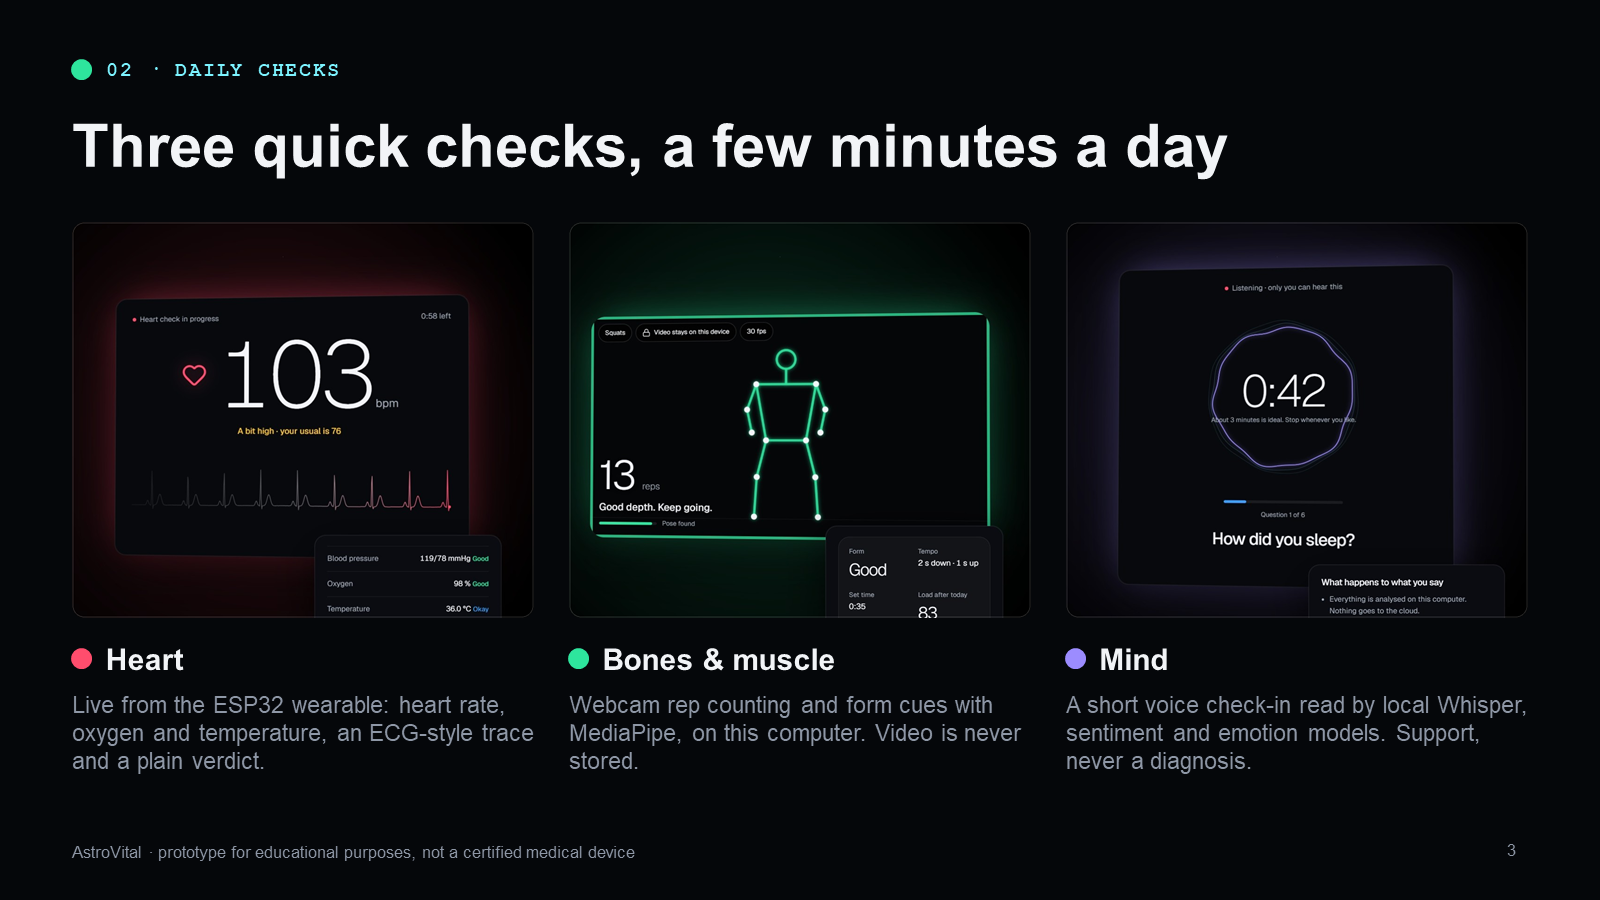 02 · DAILY CHECKS
Three quick checks, a few minutes a day
Heart check in progress
0:58 left
103 bpm
A bit high · your usual is 76
Blood pressure 119/78 mmHg Good
Oxygen 98 % Good
Temperature 36.0 °C Okay
Squats
Video stays on this device
30 fps
13 reps
Good depth. Keep going.
Pose found
Form
Good
Tempo
2 s down · 1 s up
Set time
0:35
Load after today
83
Listening · only you can hear this
0:42
About 3 minutes is ideal. Stop whenever you like.
Question 1 of 6
How did you sleep?
What happens to what you say
• Everything is analysed on this computer.
Nothing goes to the cloud.
Heart
Live from the ESP32 wearable: heart rate,
oxygen and temperature, an ECG-style trace
and a plain verdict.
Bones & muscle
Webcam rep counting and form cues with
MediaPipe, on this computer. Video is never
stored.
Mind
A short voice check-in read by local Whisper,
sentiment and emotion models. Support,
never a diagnosis.
AstroVital · prototype for educational purposes, not a certified medical device
3